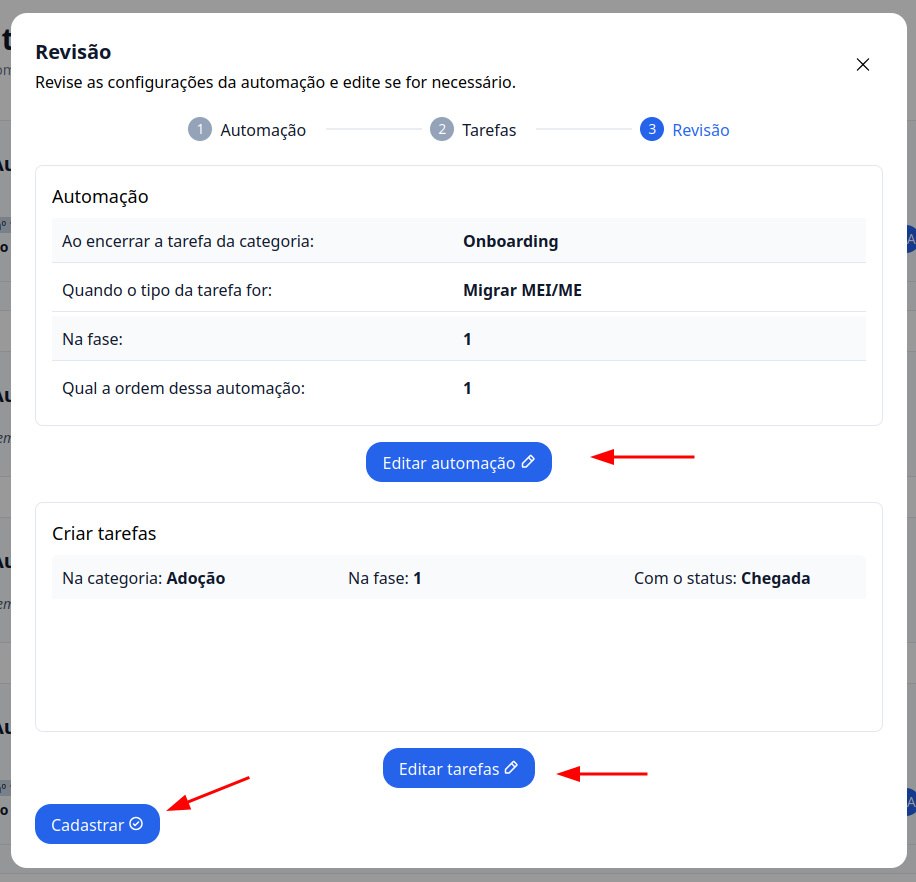 Revisão
Revise as configurações da automação e edite se for necessário.
1 Automação 2 Tarefas 3 Revisão
Automação
Ao encerrar a tarefa da categoria: Onboarding
Quando o tipo da tarefa for: Migrar MEI/ME
Na fase: 1
Qual a ordem dessa automação: 1
Editar automação
Criar tarefas
Na categoria: Adoção Na fase: 1 Com o status: Chegada
Editar tarefas
Cadastrar